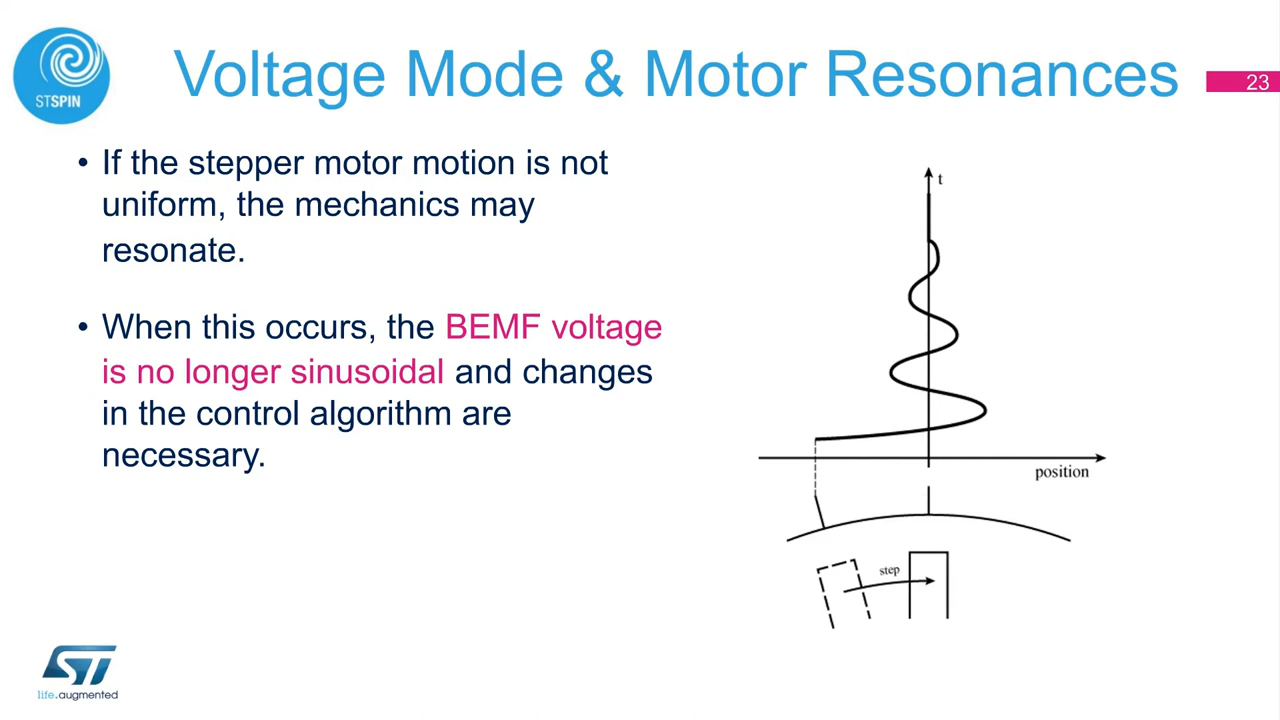 STSPIN
Voltage Mode & Motor Resonances
23
• If the stepper motor motion is not
uniform, the mechanics may
resonate.
• When this occurs, the BEMF voltage
is no longer sinusoidal and changes
in the control algorithm are
necessary.
t
position
step
ST
life.augmented